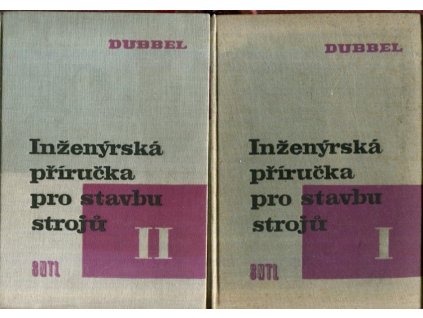 DUBBEL
Inženýrská
příručka
pro stavbu
strojů
II
SNTL
DUBBEL
Inženýrská
příručka
pro stavbu
strojů
I
SNTL